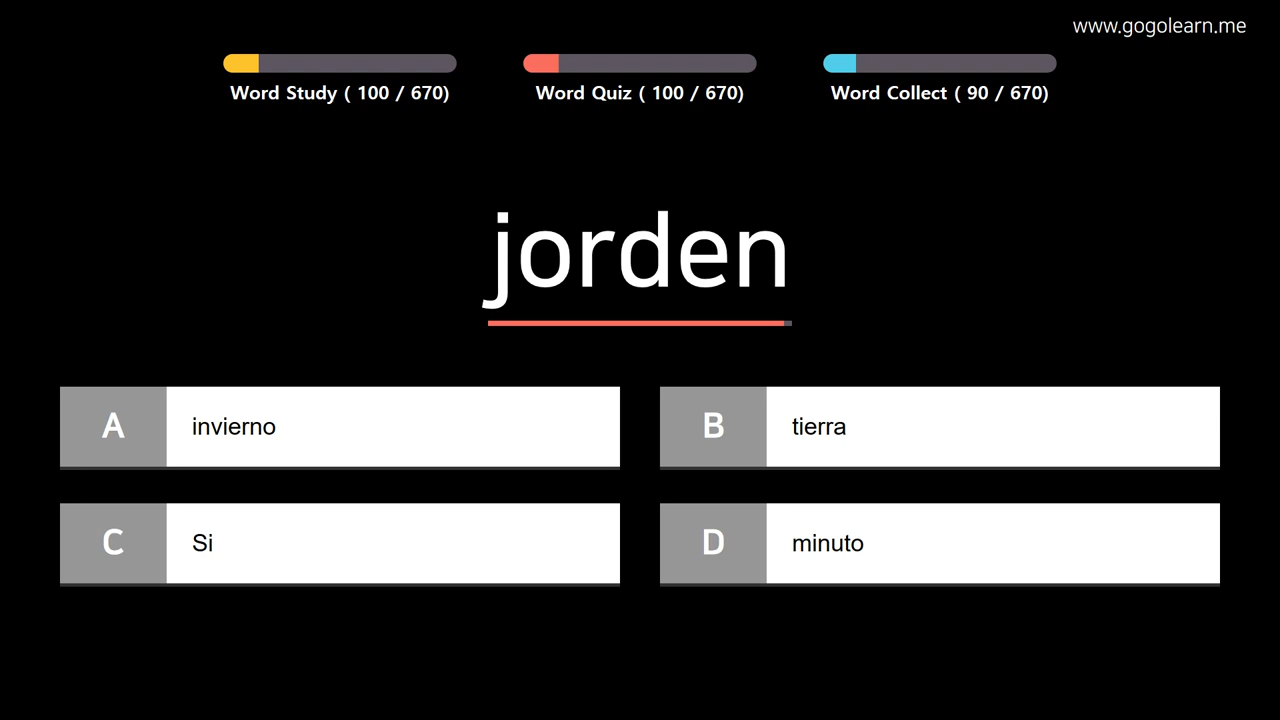 www.gogolearn.me
Word Study ( 100 / 670)
Word Quiz ( 100 / 670)
Word Collect ( 90 / 670)
jorden
A invierno
B tierra
C Si
D minuto